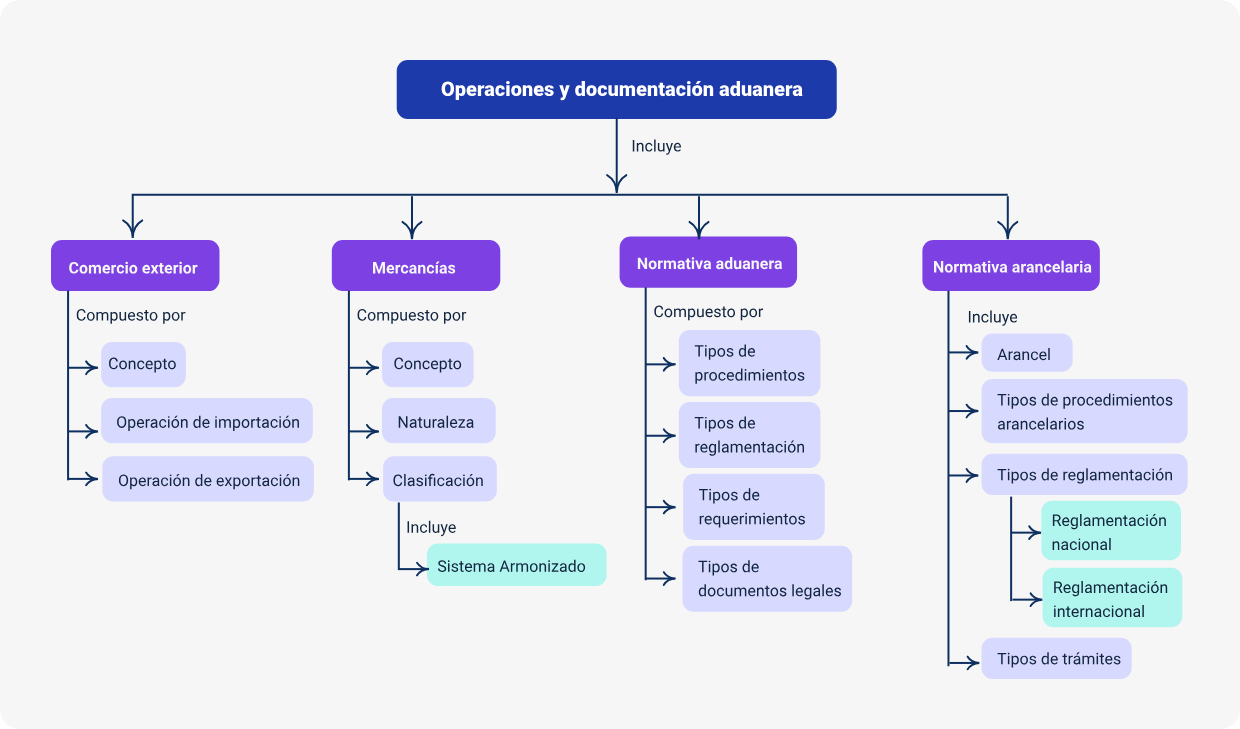 Operaciones y documentación aduanera
Incluye
Comercio exterior
Compuesto por
Concepto
Operación de importación
Operación de exportación
Mercancías
Compuesto por
Concepto
Naturaleza
Clasificación
Incluye
Sistema Armonizado
Normativa aduanera
Compuesto por
Tipos de
procedimientos
Tipos de
reglamentación
Tipos de
requerimientos
Tipos de
documentos legales
Normativa arancelaria
Incluye
Arancel
Tipos de procedimientos
arancelarios
Tipos de reglamentación
Reglamentación
nacional
Reglamentación
internacional
Tipos de trámites